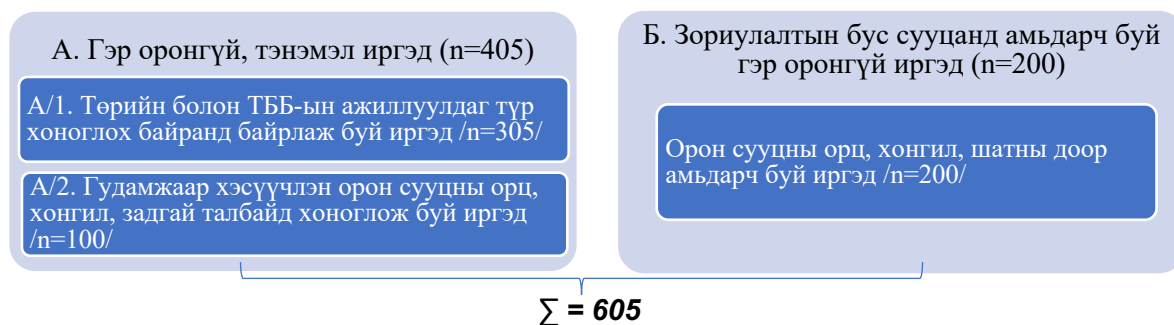 А. Гэр оронгүй, тэнэмэл иргэд (n=405)
А/1. Төрийн болон ТББ-ын ажиллуулдаг түр
хоноглох байранд байрлаж буй иргэд /n=305/
А/2. Гудамжаар хэсүүчлэн орон сууцны орц,
хонгил, задгай талбайд хоноглож буй иргэд
/n=100/
Б. Зориулалтын бус сууцанд амьдарч буй
гэр оронгүй иргэд (n=200)
Орон сууцны орц, хонгил, шатны доор
амьдарч буй иргэд /n=200/
∑ = 605